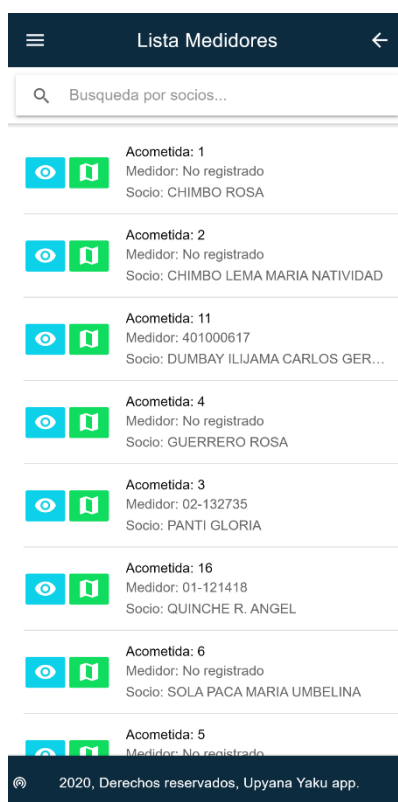 Lista Medidores
Busqueda por socios...
Acometida: 1
Medidor: No registrado
Socio: CHIMBO ROSA
Acometida: 2
Medidor: No registrado
Socio: CHIMBO LEMA MARIA NATIVIDAD
Acometida: 11
Medidor: 401000617
Socio: DUMBAY ILIJAMA CARLOS GER...
Acometida: 4
Medidor: No registrado
Socio: GUERRERO ROSA
Acometida: 3
Medidor: 02-132735
Socio: PANTI GLORIA
Acometida: 16
Medidor: 01-121418
Socio: QUINCHE R. ANGEL
Acometida: 6
Medidor: No registrado
Socio: SOLA PACA MARIA UMBELINA
Acometida: 5
Medidor: No registrado
2020, Derechos reservados, Upyana Yaku app.